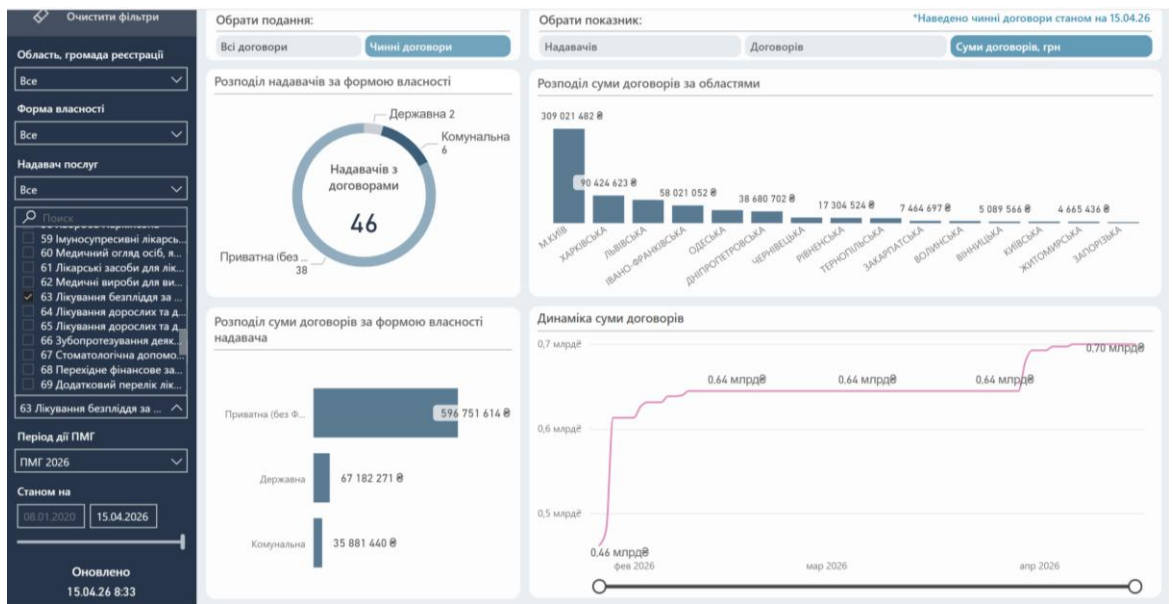 Очистити фільтри
Область, громада реєстрації
Все
Форма власності
Все
Надавач послуг
Все
Поиск
59 Імуносупресивні лікарсь...
60 Медичний огляд осіб, я...
61 Лікарські засоби для лік...
62 Медичні вироби для ви...
63 Лікування безпліддя за ...
64 Лікування дорослих та д...
65 Лікування дорослих та д...
66 Зубопротезування деяк...
67 Стоматологічна допомо...
68 Перехідне фінансове за...
69 Додатковий перелік лік...
63 Лікування безпліддя за ...
Період дії ПМГ
ПМГ 2026
Станом на
08.01.2020 15.04.2026
Оновлено
15.04.26 8:33
Обрати подання:
Всі договори Чинні договори
Розподіл надавачів за формою власності
Державна 2
Комунальна
6
Надавачів з
договорами
46
Приватна (без ...
38
Розподіл суми договорів за формою власності
надавача
Приватна (без Ф... 596 751 614 ₴
Державна 67 182 271 ₴
Комунальна 35 881 440 ₴
Обрати показник: *Наведено чинні договори станом на 15.04.26
Надавачів Договорів Суми договорів, грн
Розподіл суми договорів за областями
309 021 482 ₴
90 424 623 ₴
58 021 052 ₴
38 680 702 ₴
17 304 524 ₴
7 464 697 ₴
5 089 566 ₴
4 665 436 ₴
М.КИЇВ
ХАРКІВСЬКА
ЛЬВІВСЬКА
ІВАНО-ФРАНКІВСЬКА
ОДЕСЬКА
ДНІПРОПЕТРОВСЬКА
ЧЕРНІВЕЦЬКА
РІВНЕНСЬКА
ТЕРНОПІЛЬСЬКА
ЗАКАРПАТСЬКА
ВОЛИНСЬКА
ВІННИЦЬКА
КИЇВСЬКА
ЖИТОМИРСЬКА
ЗАПОРІЗЬКА
Динаміка суми договорів
0,7 млрд₴
0,70 млрд₴
0,64 млрд₴ 0,64 млрд₴ 0,64 млрд₴
0,6 млрд₴
0,5 млрд₴
0,46 млрд₴
фев 2026 мар 2026 апр 2026